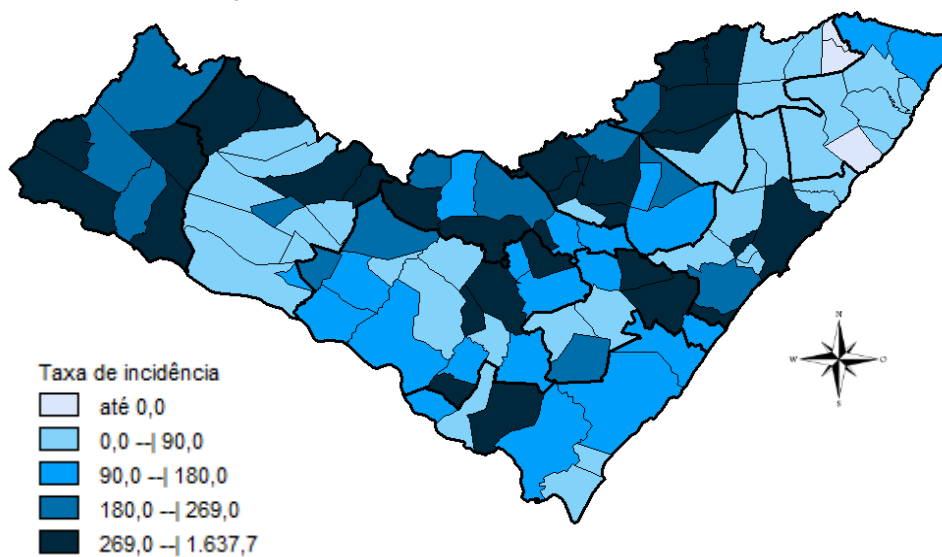 N
W
O
S
Taxa de incidência
até 0,0
0,0 --| 90,0
90,0 --| 180,0
180,0 --| 269,0
269,0 --| 1.637,7